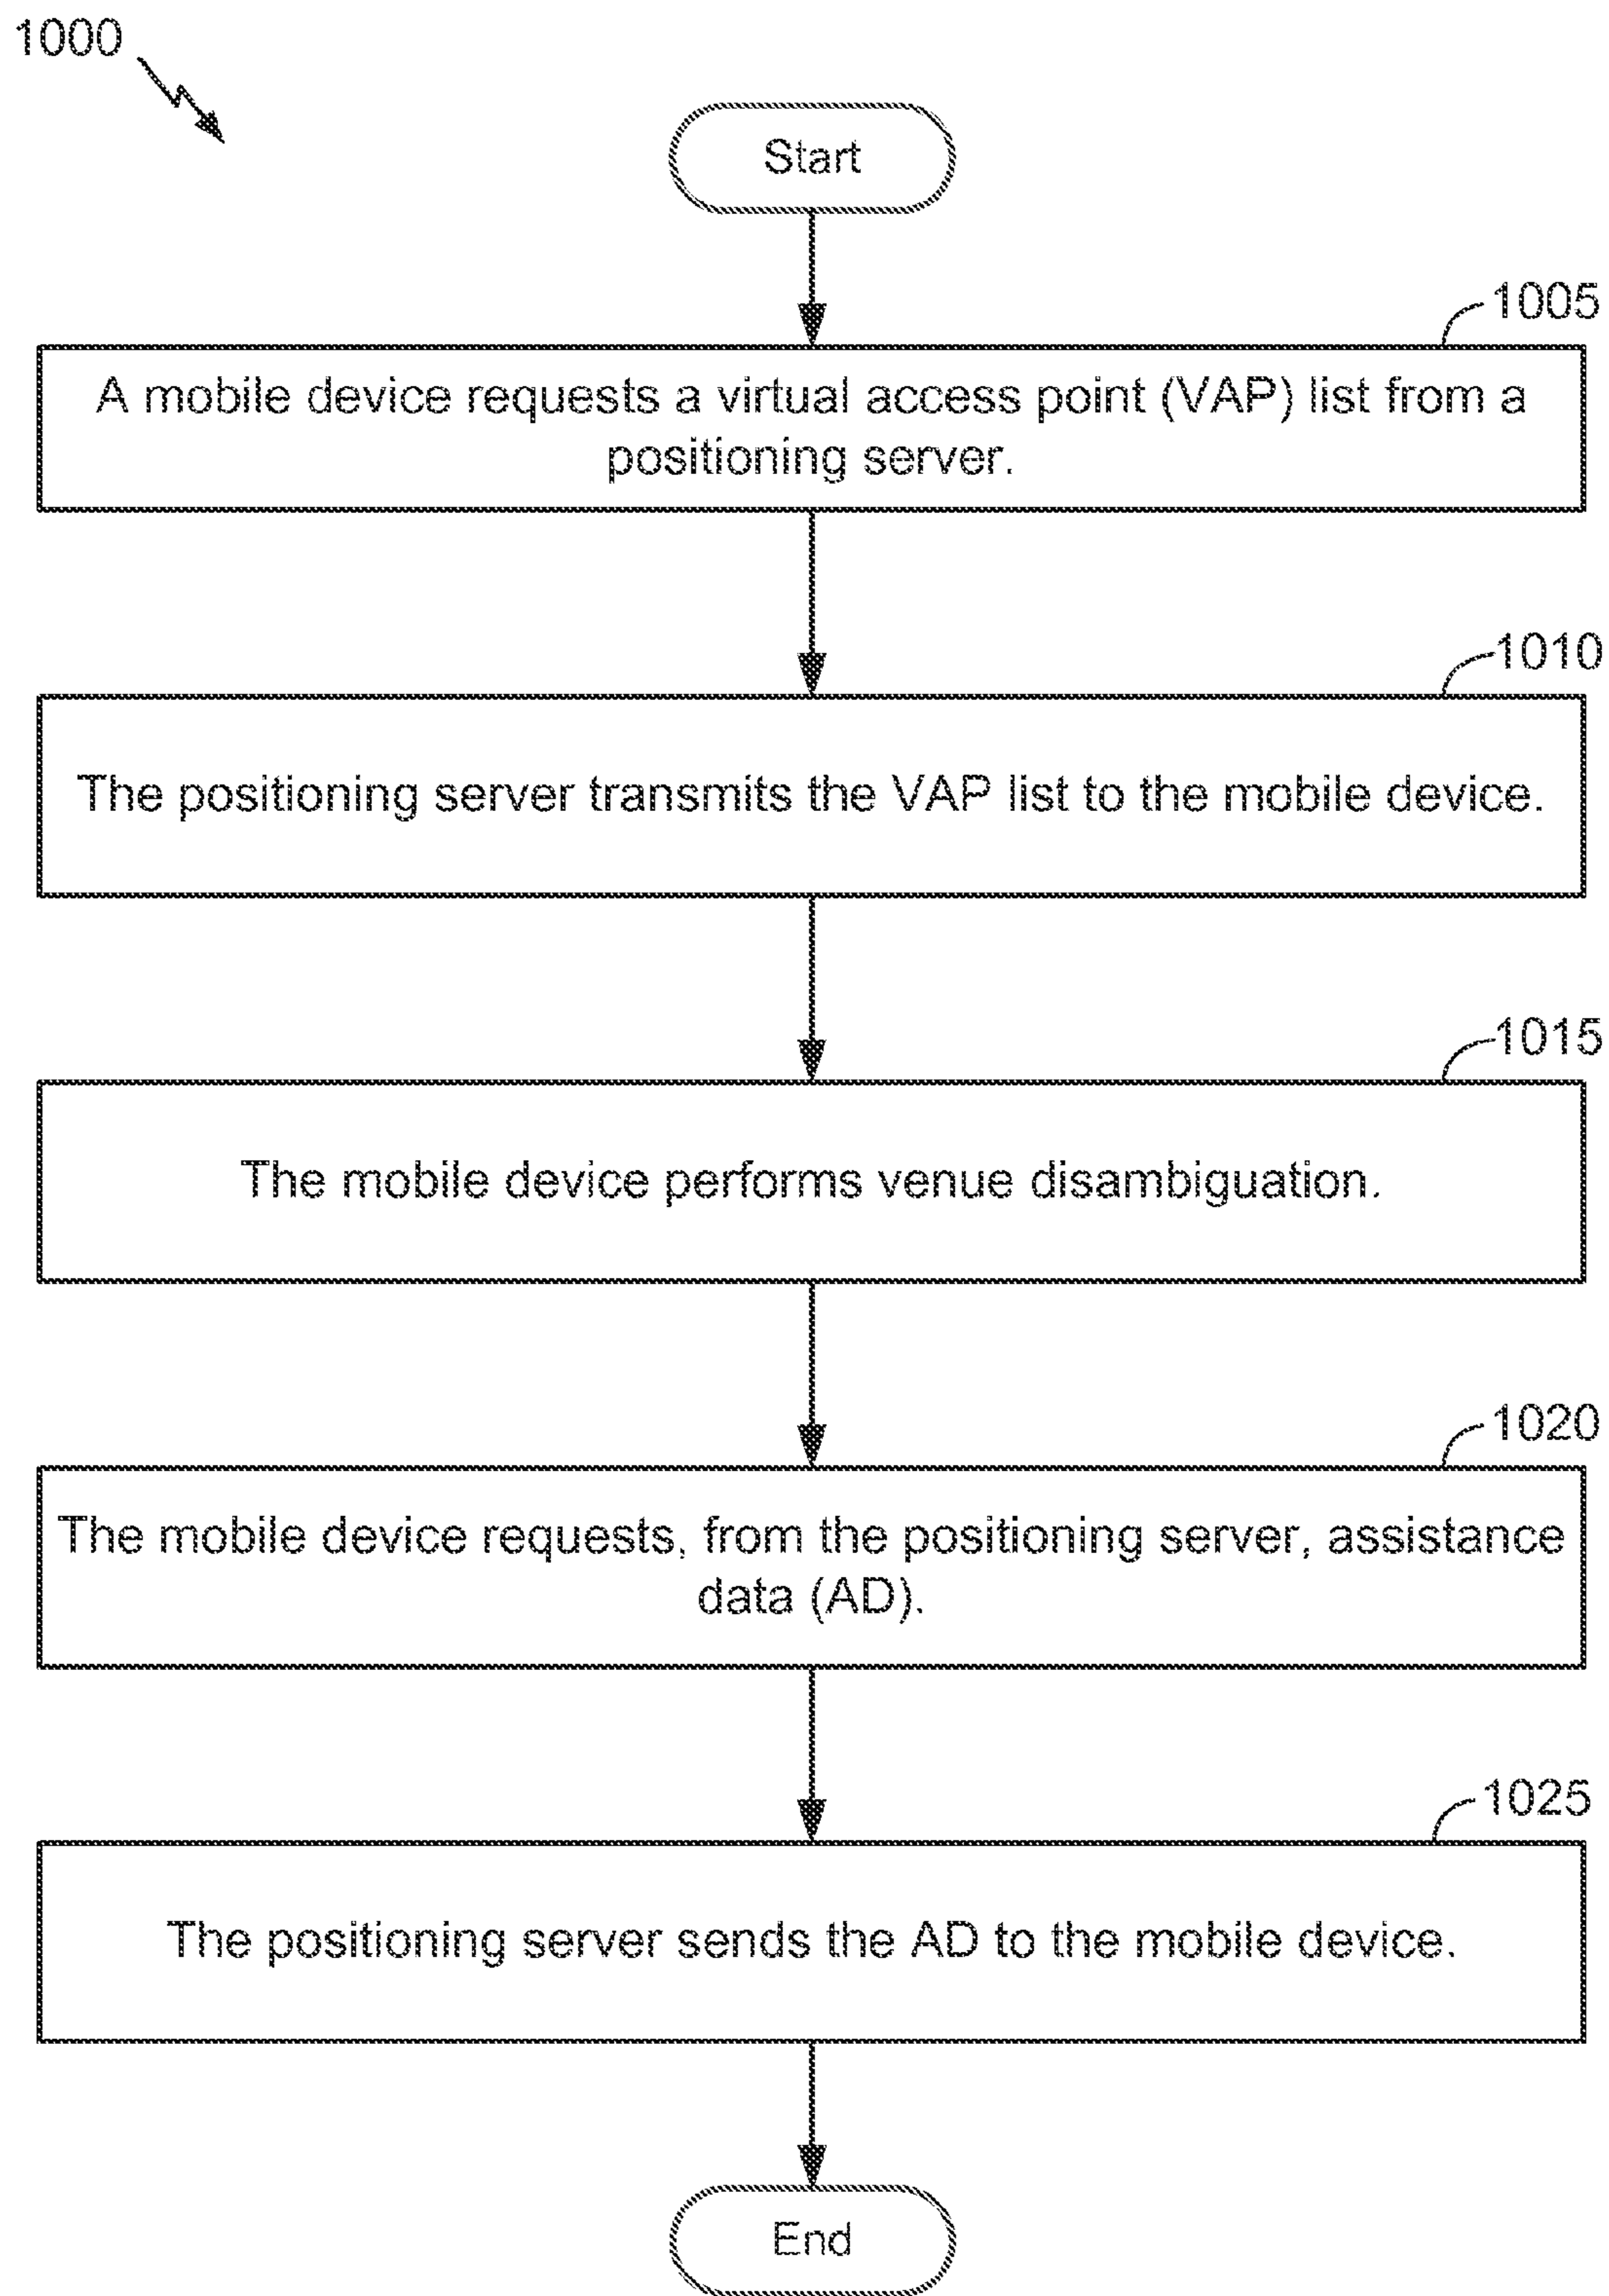 1000
Start
1005
A mobile device requests a virtual access point (VAP) list from a
positioning server.
1010
The positioning server transmits the VAP list to the mobile device.
1015
The mobile device performs venue disambiguation.
1020
The mobile device requests, from the positioning server, assistance
data (AD).
1025
The positioning server sends the AD to the mobile device.
End